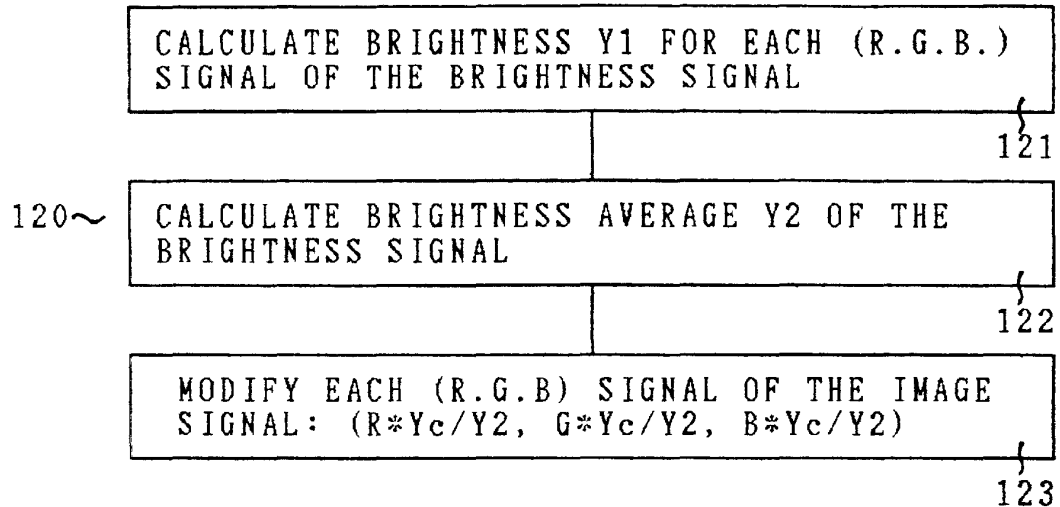 CALCULATE BRIGHTNESS Y1 FOR EACH (R.G.B.)
SIGNAL OF THE BRIGHTNESS SIGNAL
121
120~
CALCULATE BRIGHTNESS AVERAGE Y2 OF THE
BRIGHTNESS SIGNAL
122
MODIFY EACH (R.G.B) SIGNAL OF THE IMAGE
SIGNAL: (R*Yc/Y2, G*Yc/Y2, B*Yc/Y2)
123